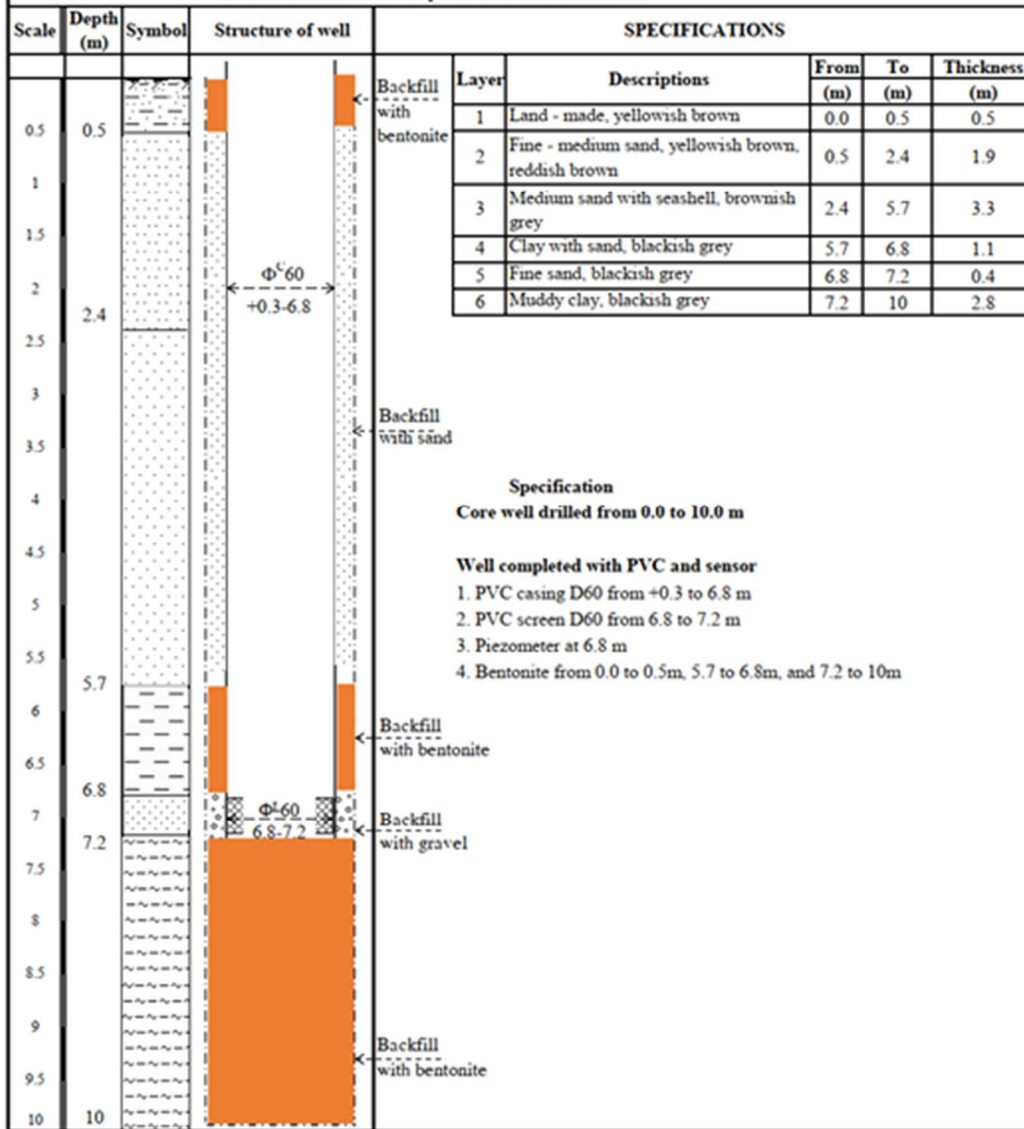 Scale
Depth
(m)
Symbol
Structure of well
SPECIFICATIONS
Layer
Descriptions
From
(m)
To
(m)
Thickness
(m)
1 Land - made, yellowish brown 0.0 0.5 0.5
2 Fine - medium sand, yellowish brown,
reddish brown 0.5 2.4 1.9
3 Medium sand with seashell, brownish
grey 2.4 5.7 3.3
4 Clay with sand, blackish grey 5.7 6.8 1.1
5 Fine sand, blackish grey 6.8 7.2 0.4
6 Muddy clay, blackish grey 7.2 10 2.8
0.5
1
1.5
2
2.5
3
3.5
4
4.5
5
5.5
6
6.5
7
7.5
8
8.5
9
9.5
10
0.5
2.4
5.7
6.8
7.2
10
Φᶜ60
+0.3-6.8
Φᴸ60
6.8-7.2
Backfill
with
bentonite
Backfill
with sand
Backfill
with bentonite
Backfill
with gravel
Backfill
with bentonite
Specification
Core well drilled from 0.0 to 10.0 m
Well completed with PVC and sensor
1. PVC casing D60 from +0.3 to 6.8 m
2. PVC screen D60 from 6.8 to 7.2 m
3. Piezometer at 6.8 m
4. Bentonite from 0.0 to 0.5m, 5.7 to 6.8m, and 7.2 to 10m